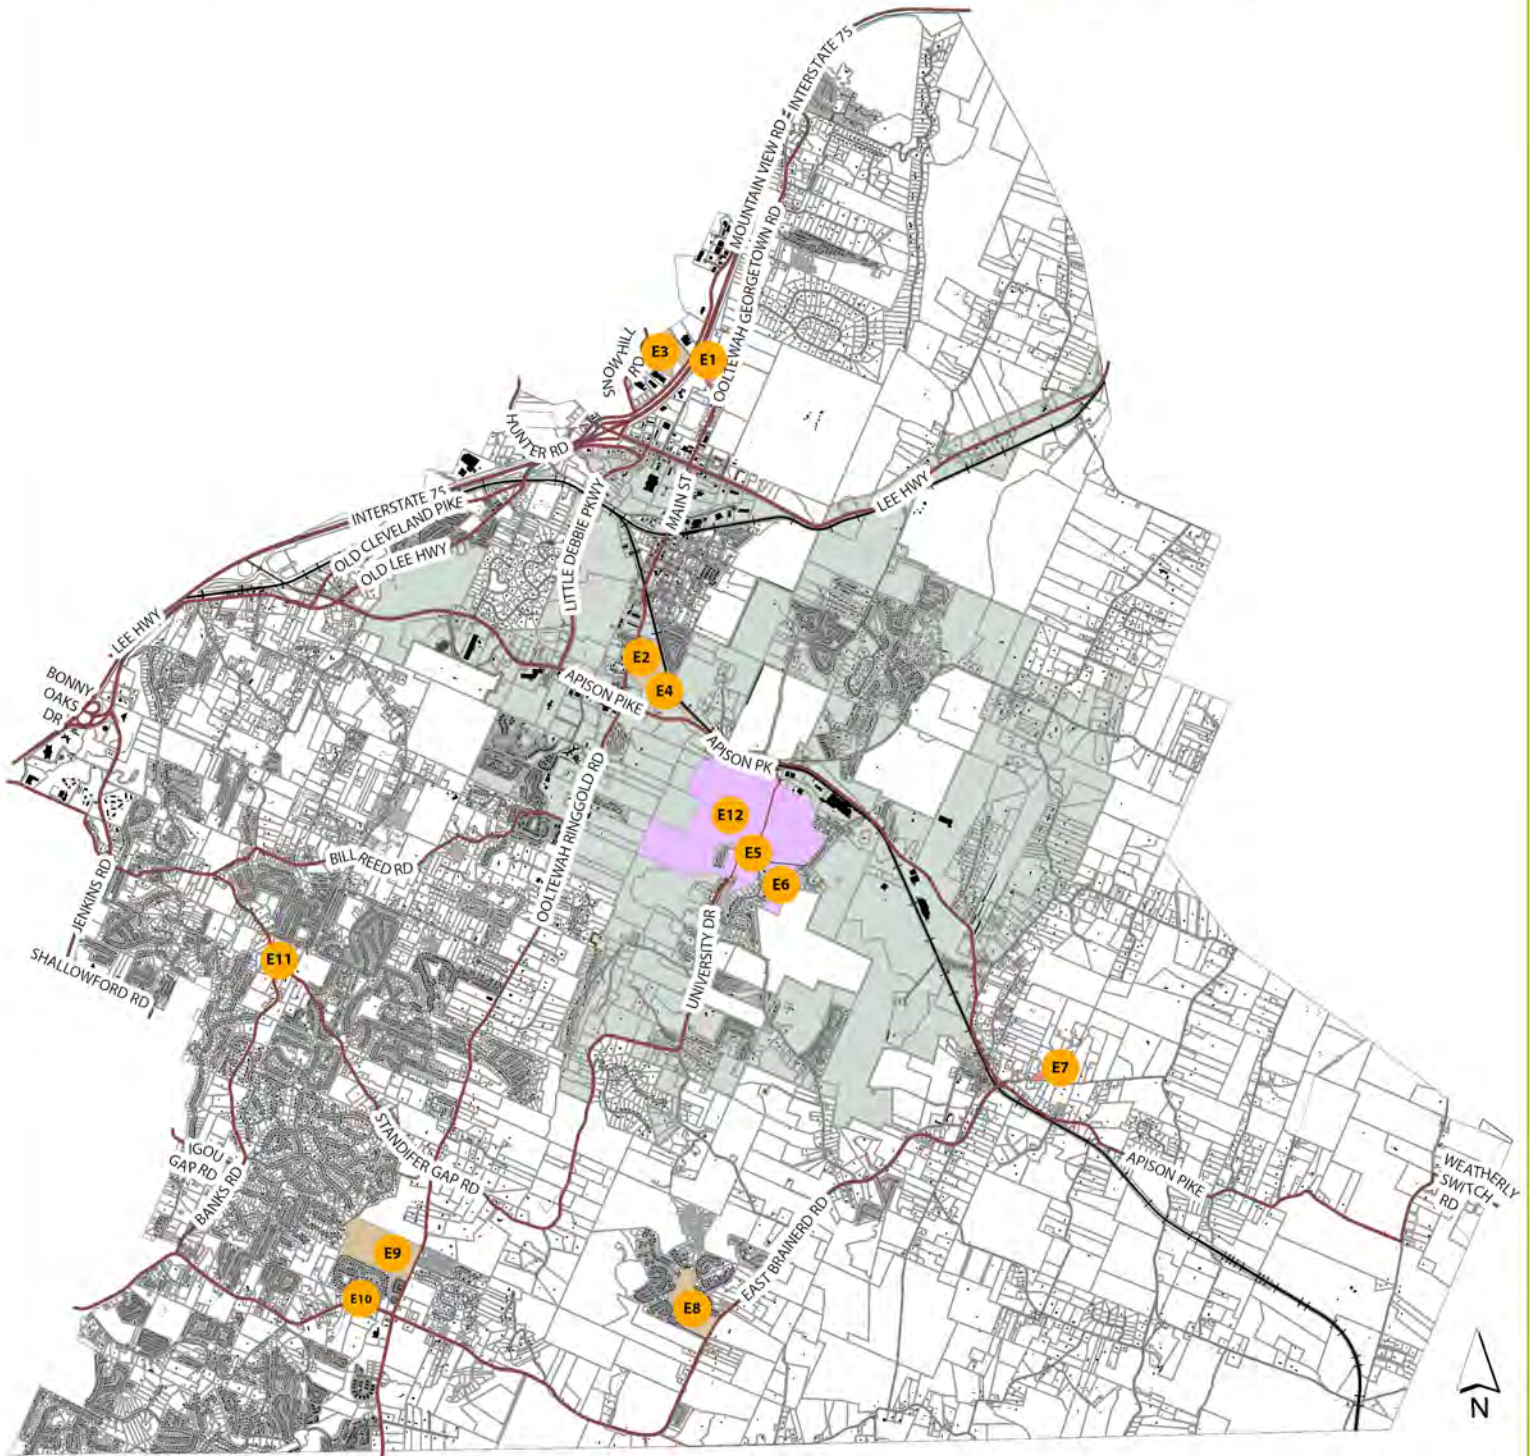 INTERSTATE 75
MOUNTAIN VIEW RD
OOLTEWAH GEORGETOWN RD
SNOWHILL
RD
E3
E1
HUNTER RD
INTERSTATE 75
OLD CLEVELAND PIKE
OLD LEE HWY
LITTLE DEBBIE PKWY
MAIN ST
LEE HWY
LEE HWY
BONNY
OAKS
DR
E2
E4
APISON PIKE
APISON PK
OOLTEWAH RINGGOLD RD
E12
E5
E6
BILL REED RD
JENKINS RD
SHALLOWFORD RD
E11
UNIVERSITY DR
E7
STANDIFER GAP RD
GAP RD
BANKS RD
APISON PIKE
WEATHERLY
SWITCH
RD
EAST BRAINERD RD
E9
E10
E8
N